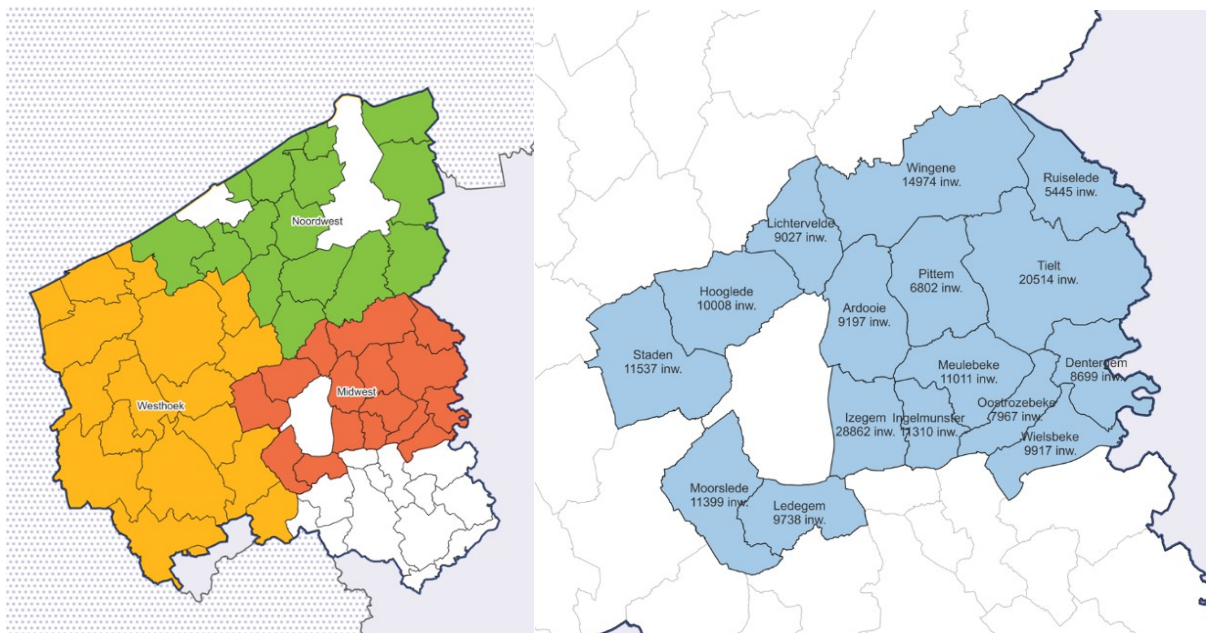 Noordwest
Westhoek
Midwest
Wingene
14974 inw.
Ruiselede
5445 inw.
Lichtervelde
9027 inw.
Pittem
6802 inw.
Tielt
20514 inw.
Hooglede
10008 inw.
Ardooie
9197 inw.
Staden
11537 inw.
Meulebeke
11011 inw.
Dentergem
8699 inw.
Oostrozebeke
7967 inw.
Izegem
28862 inw.
Ingelmunster
11310 inw.
Wielsbeke
9917 inw.
Moorslede
11399 inw.
Ledegem
9738 inw.